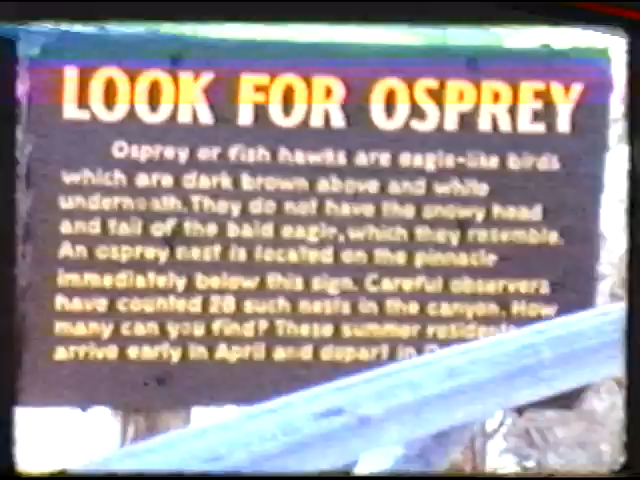 LOOK FOR OSPREY
Osprey or fish hawks are eagle-like birds
which are dark brown above and white
underneath. They do not have the snowy head
and tail of the bald eagle, which they resemble.
An osprey nest is located on the pinnacle
immediately below this sign. Careful observers
have counted 28 such nests in the canyon. How
many can you find? These summer residents
arrive early in April and depart in